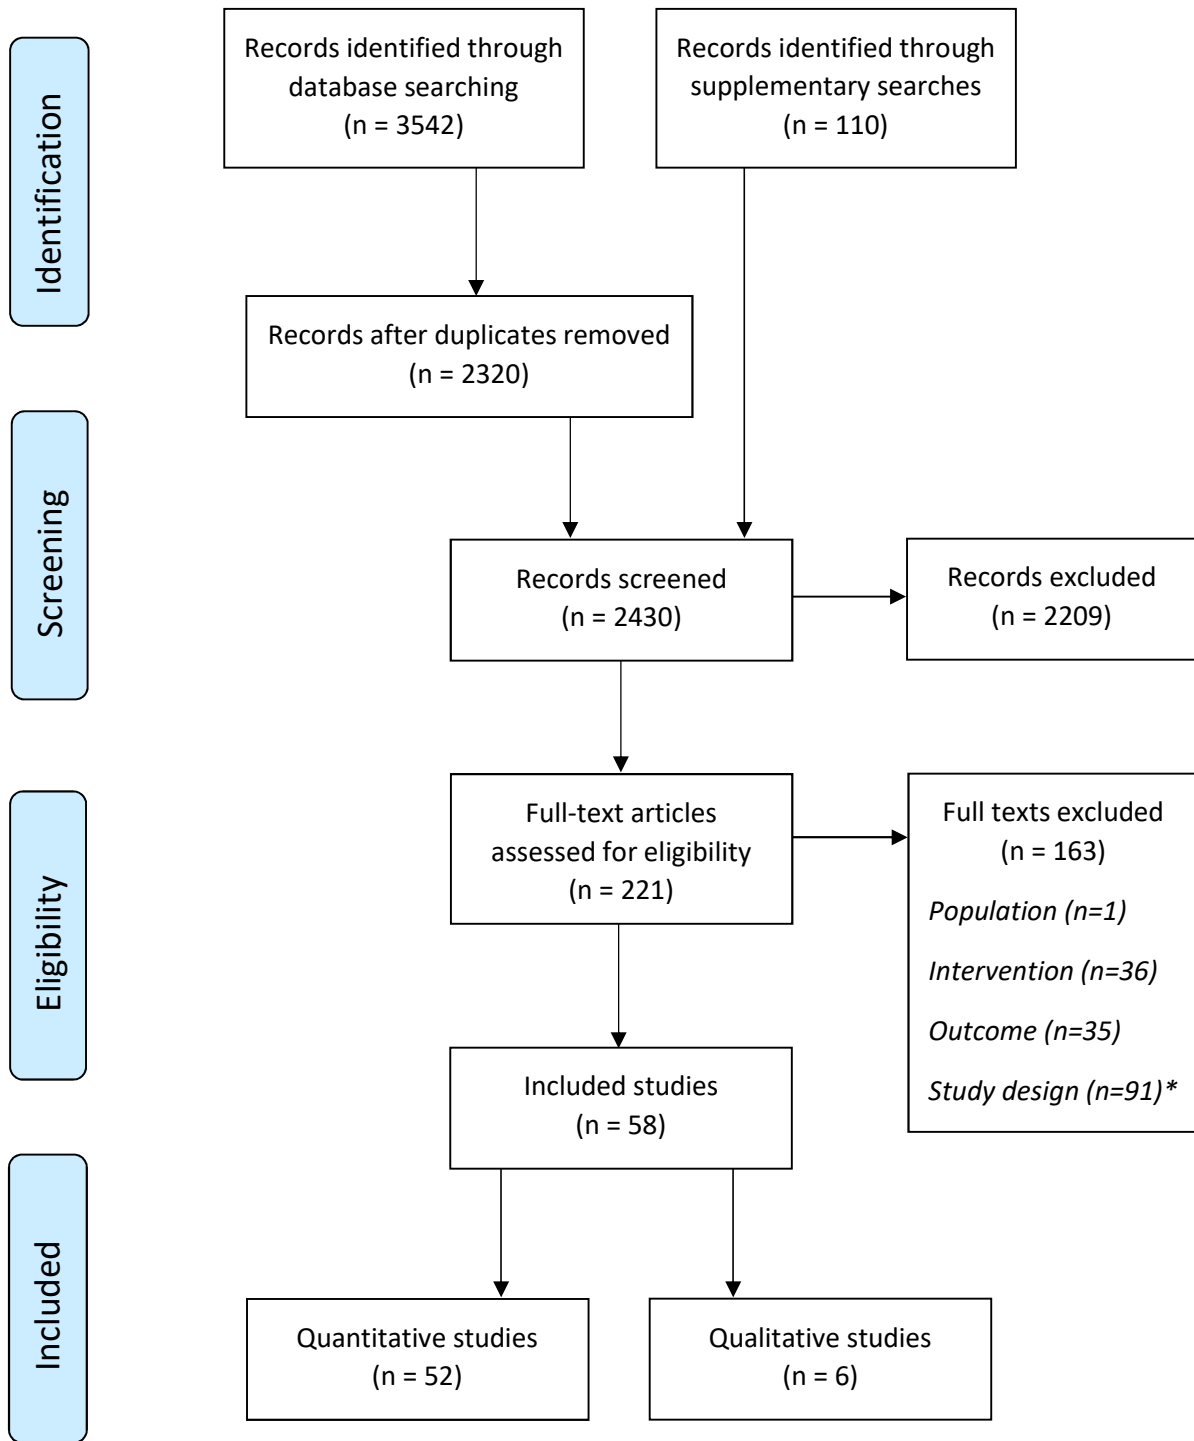 Identification
Records identified through
database searching
(n = 3542)
Records identified through
supplementary searches
(n = 110)
Records after duplicates removed
(n = 2320)
Screening
Records screened
(n = 2430)
Records excluded
(n = 2209)
Eligibility
Full-text articles
assessed for eligibility
(n = 221)
Full texts excluded
(n = 163)
Population (n=1)
Intervention (n=36)
Outcome (n=35)
Study design (n=91)*
Included studies
(n = 58)
Included
Quantitative studies
(n = 52)
Qualitative studies
(n = 6)